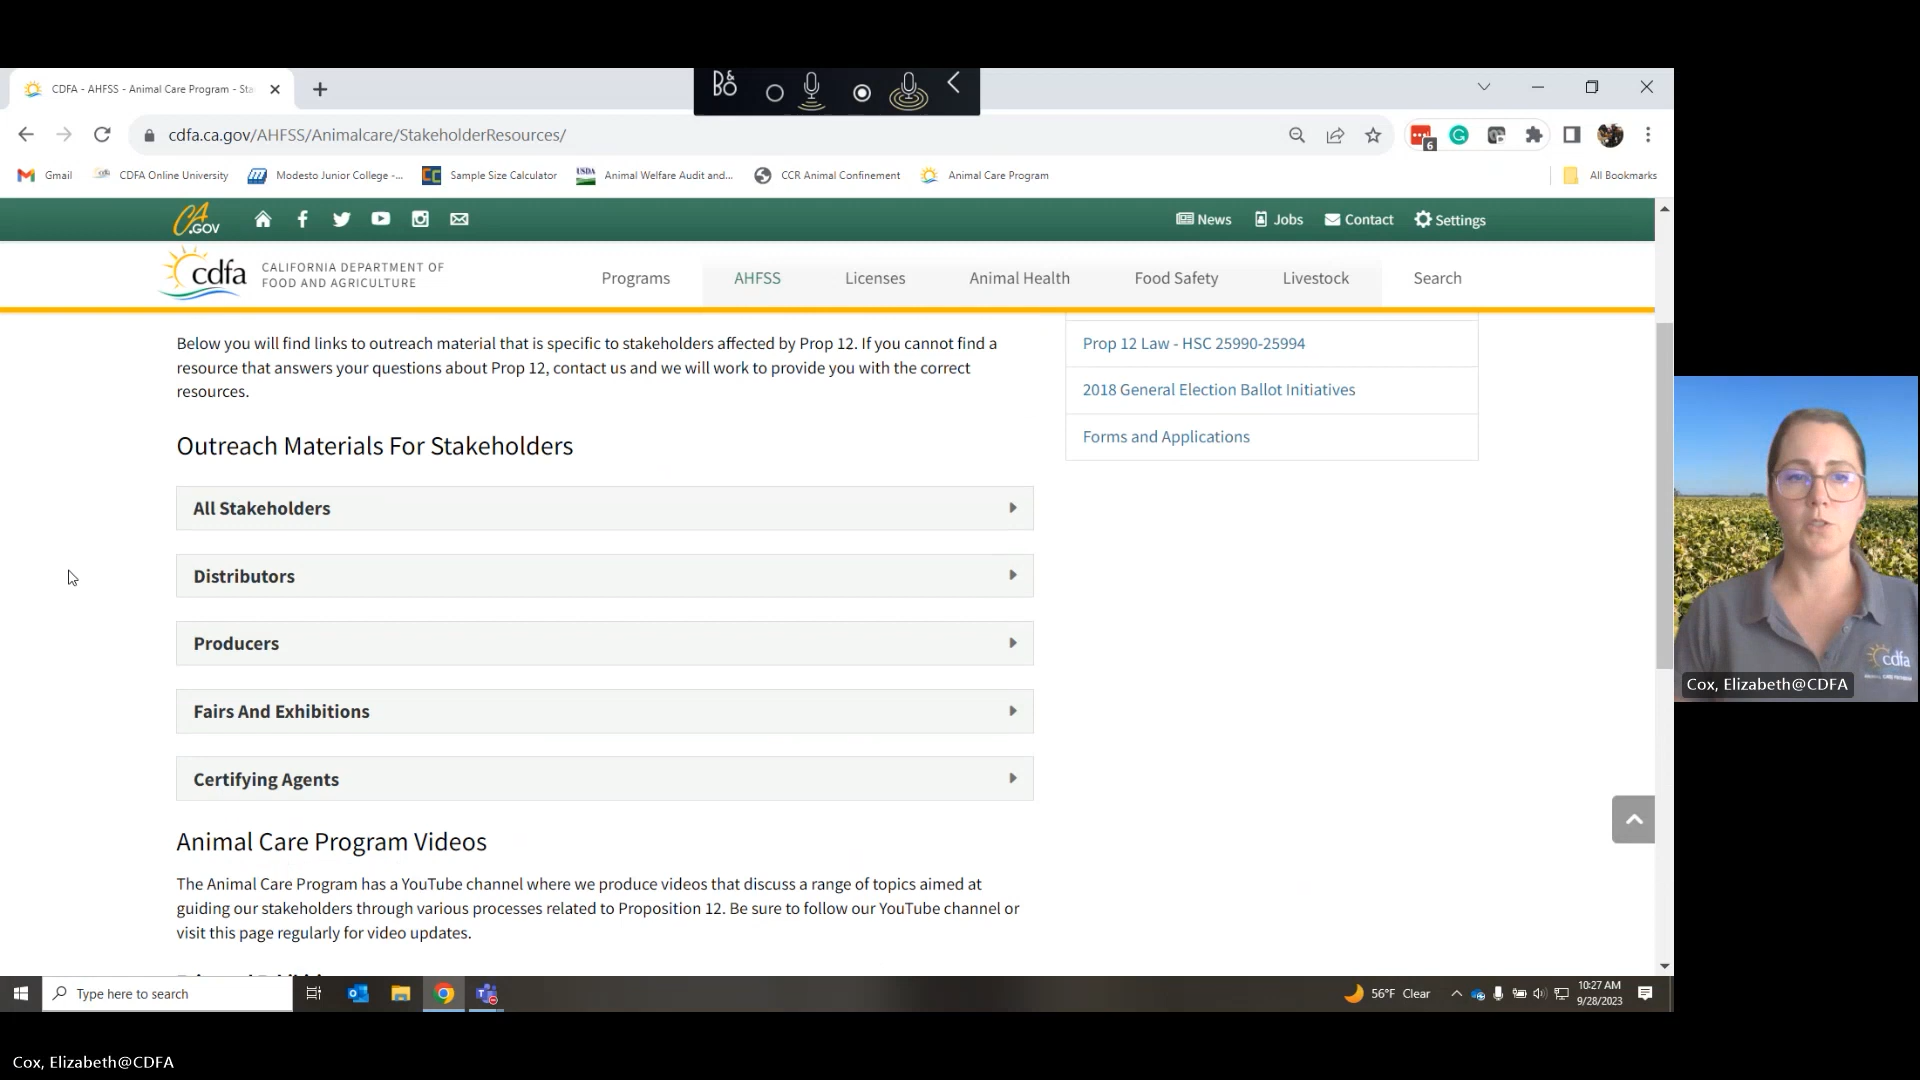 CDFA - AHFSS - Animal Care Program - Sta
B&O
cdfa.ca.gov/AHFSS/Animalcare/StakeholderResources/
6
Gmail
CDFA Online University
Modesto Junior College -...
Sample Size Calculator
USDA
Animal Welfare Audit and...
CCR Animal Confinement
Animal Care Program
All Bookmarks
CA.GOV
News
Jobs
Contact
Settings
cdfa
CALIFORNIA DEPARTMENT OF
FOOD AND AGRICULTURE
Programs
AHFSS
Licenses
Animal Health
Food Safety
Livestock
Search
Below you will find links to outreach material that is specific to stakeholders affected by Prop 12. If you cannot find a
resource that answers your questions about Prop 12, contact us and we will work to provide you with the correct
resources.
Prop 12 Law - HSC 25990-25994
2018 General Election Ballot Initiatives
Forms and Applications
Outreach Materials For Stakeholders
All Stakeholders
Distributors
Producers
Fairs And Exhibitions
Certifying Agents
Animal Care Program Videos
The Animal Care Program has a YouTube channel where we produce videos that discuss a range of topics aimed at
guiding our stakeholders through various processes related to Proposition 12. Be sure to follow our YouTube channel or
visit this page regularly for video updates.
cdfa
Cox, Elizabeth@CDFA
Type here to search
56°F Clear
10:27 AM
9/28/2023
Cox, Elizabeth@CDFA